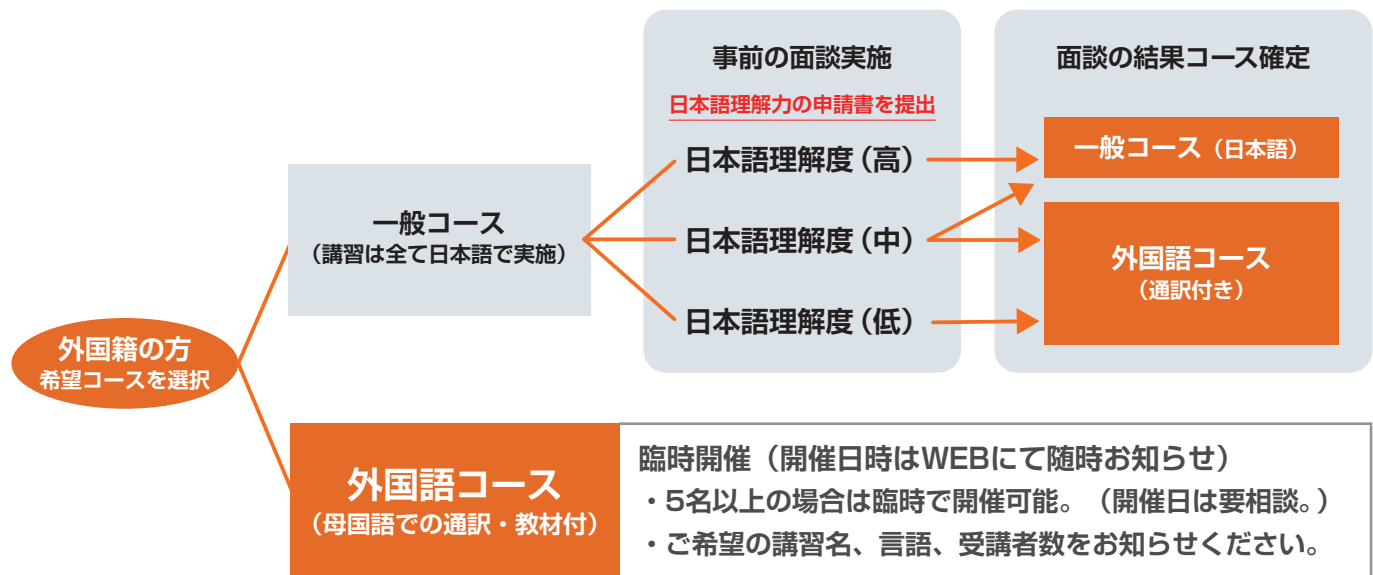 外国籍の方
希望コースを選択
一般コース
（講習は全て日本語で実施）
事前の面談実施
日本語理解力の申請書を提出
日本語理解度（高）
日本語理解度（中）
日本語理解度（低）
面談の結果コース確定
一般コース（日本語）
外国語コース
（通訳付き）
外国語コース
（母国語での通訳・教材付）
臨時開催（開催日時はWEBにて随時お知らせ）
・5名以上の場合は臨時で開催可能。（開催日は要相談。）
・ご希望の講習名、言語、受講者数をお知らせください。